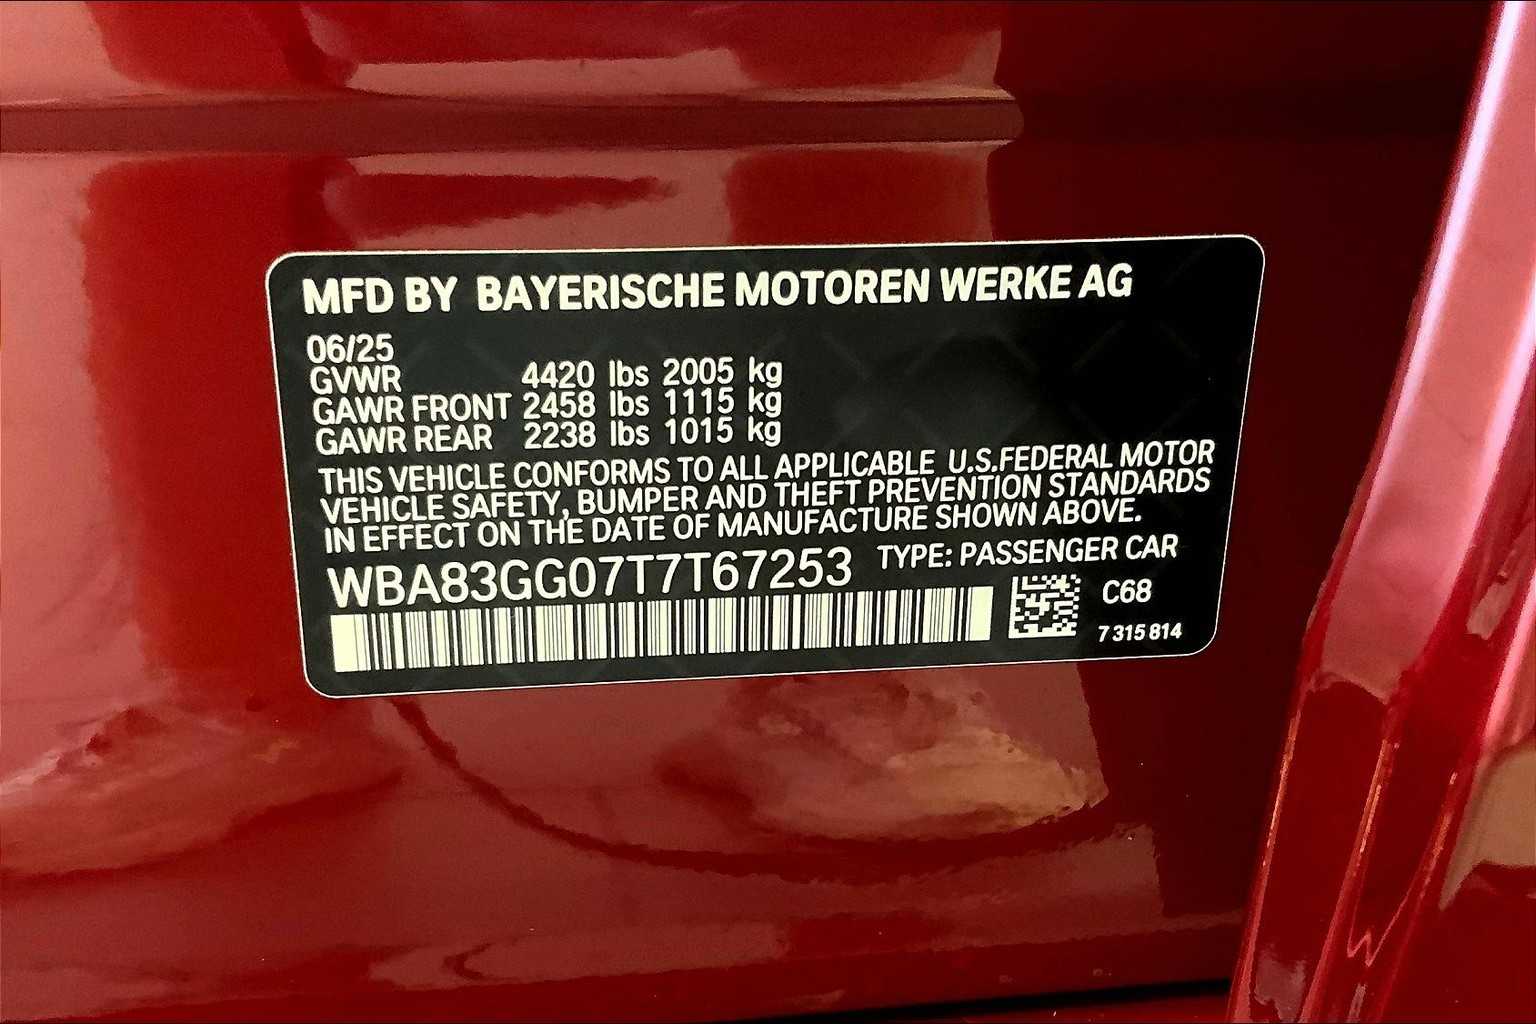 MFD BY BAYERISCHE MOTOREN WERKE AG
06/25
GVWR 4420 lbs 2005 kg
GAWR FRONT 2458 lbs 1115 kg
GAWR REAR 2238 lbs 1015 kg
THIS VEHICLE CONFORMS TO ALL APPLICABLE U.S.FEDERAL MOTOR
VEHICLE SAFETY, BUMPER AND THEFT PREVENTION STANDARDS
IN EFFECT ON THE DATE OF MANUFACTURE SHOWN ABOVE.
WBA83GG07T7T67253 TYPE: PASSENGER CAR
C68
7 315 814